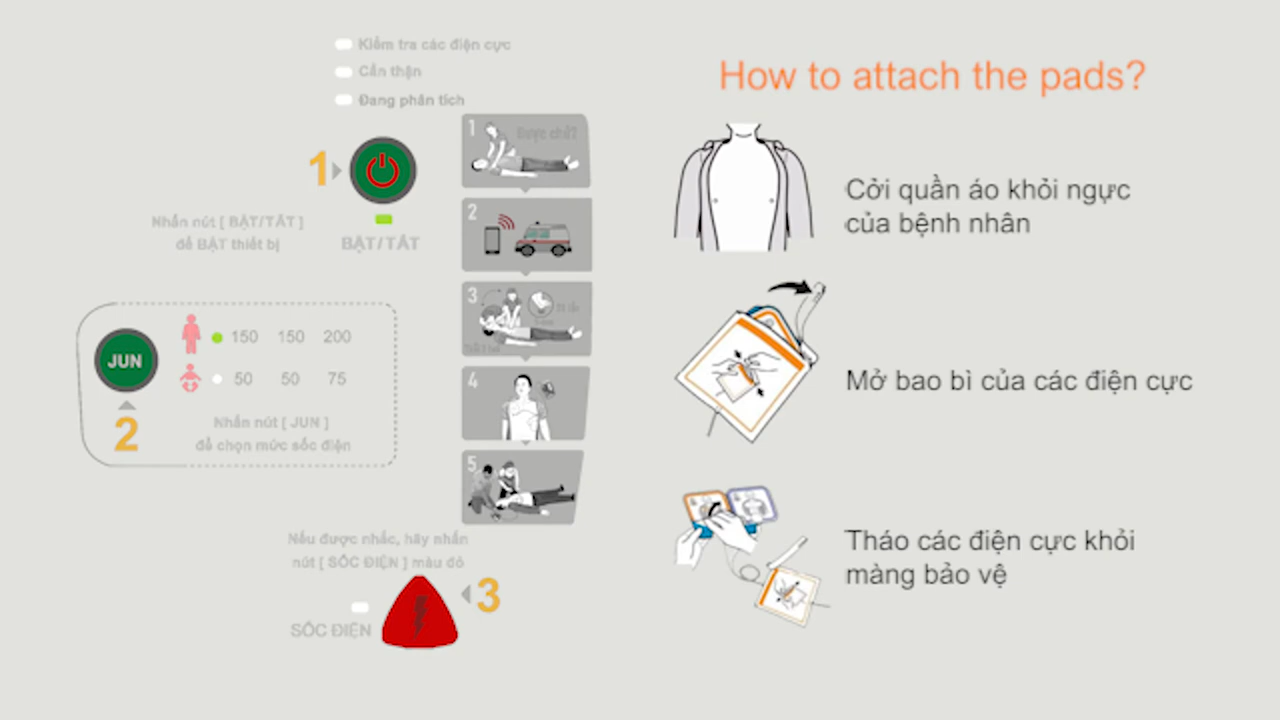 Kiểm tra các điện cực
Cẩn thận
Đang phân tích
1
Nhấn nút [ BẬT/TẮT ]
để BẬT thiết bị
BẬT/TẮT
JUN
150 150 200
50 50 75
2
Nhấn nút [ JUN ]
để chọn mức sốc điện
1
2
3
4
5
Nếu được nhắc, hãy nhấn
nút [ SỐC ĐIỆN ] màu đỏ
3
SỐC ĐIỆN
How to attach the pads?
Cởi quần áo khỏi ngực
của bệnh nhân
Mở bao bì của các điện cực
Tháo các điện cực khỏi
màng bảo vệ